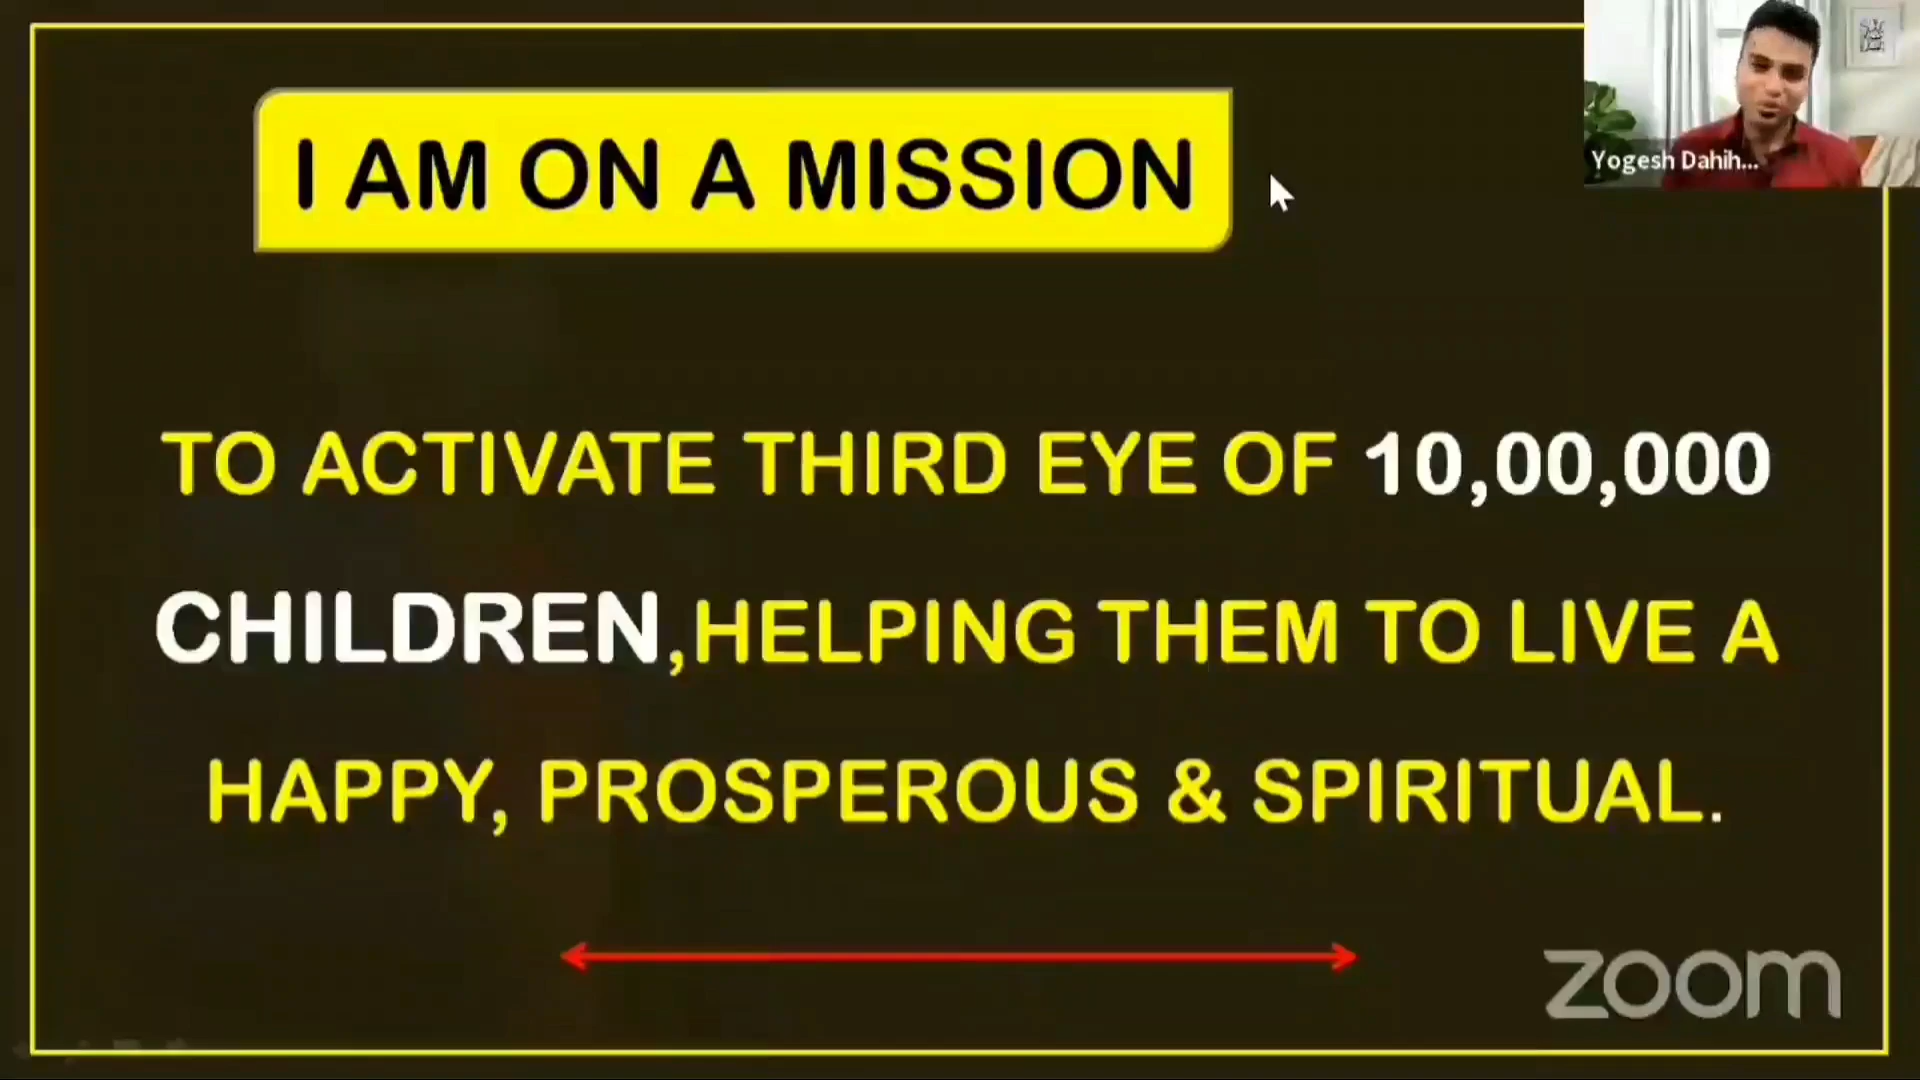 I AM ON A MISSION
Yogesh Dahih...
TO ACTIVATE THIRD EYE OF 10,00,000
CHILDREN,HELPING THEM TO LIVE A
HAPPY, PROSPEROUS & SPIRITUAL.
zoom